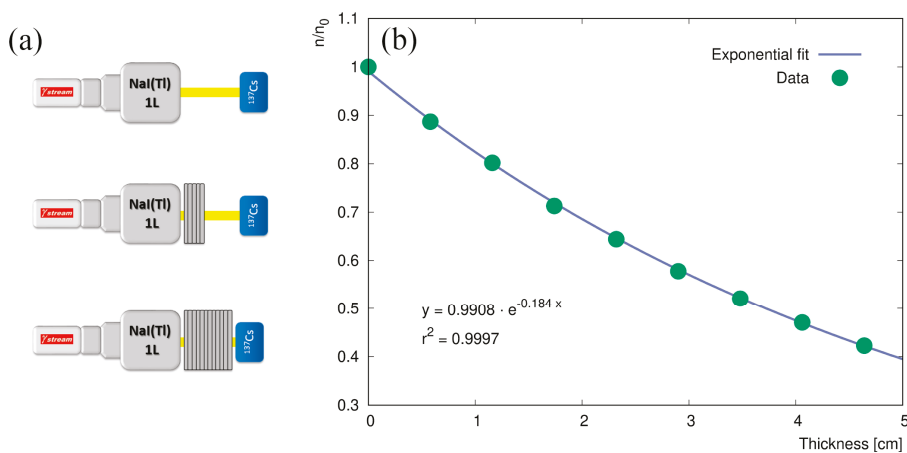 (a)
γstream
NaI(Tl)
1L
137Cs
γstream
NaI(Tl)
1L
137Cs
γstream
NaI(Tl)
1L
137Cs
(b)
n/n0
1.1
1
0.9
0.8
0.7
0.6
0.5
0.4
0.3
Exponential fit
Data
y = 0.9908 · e^-0.184 x
r² = 0.9997
0 1 2 3 4 5
Thickness [cm]